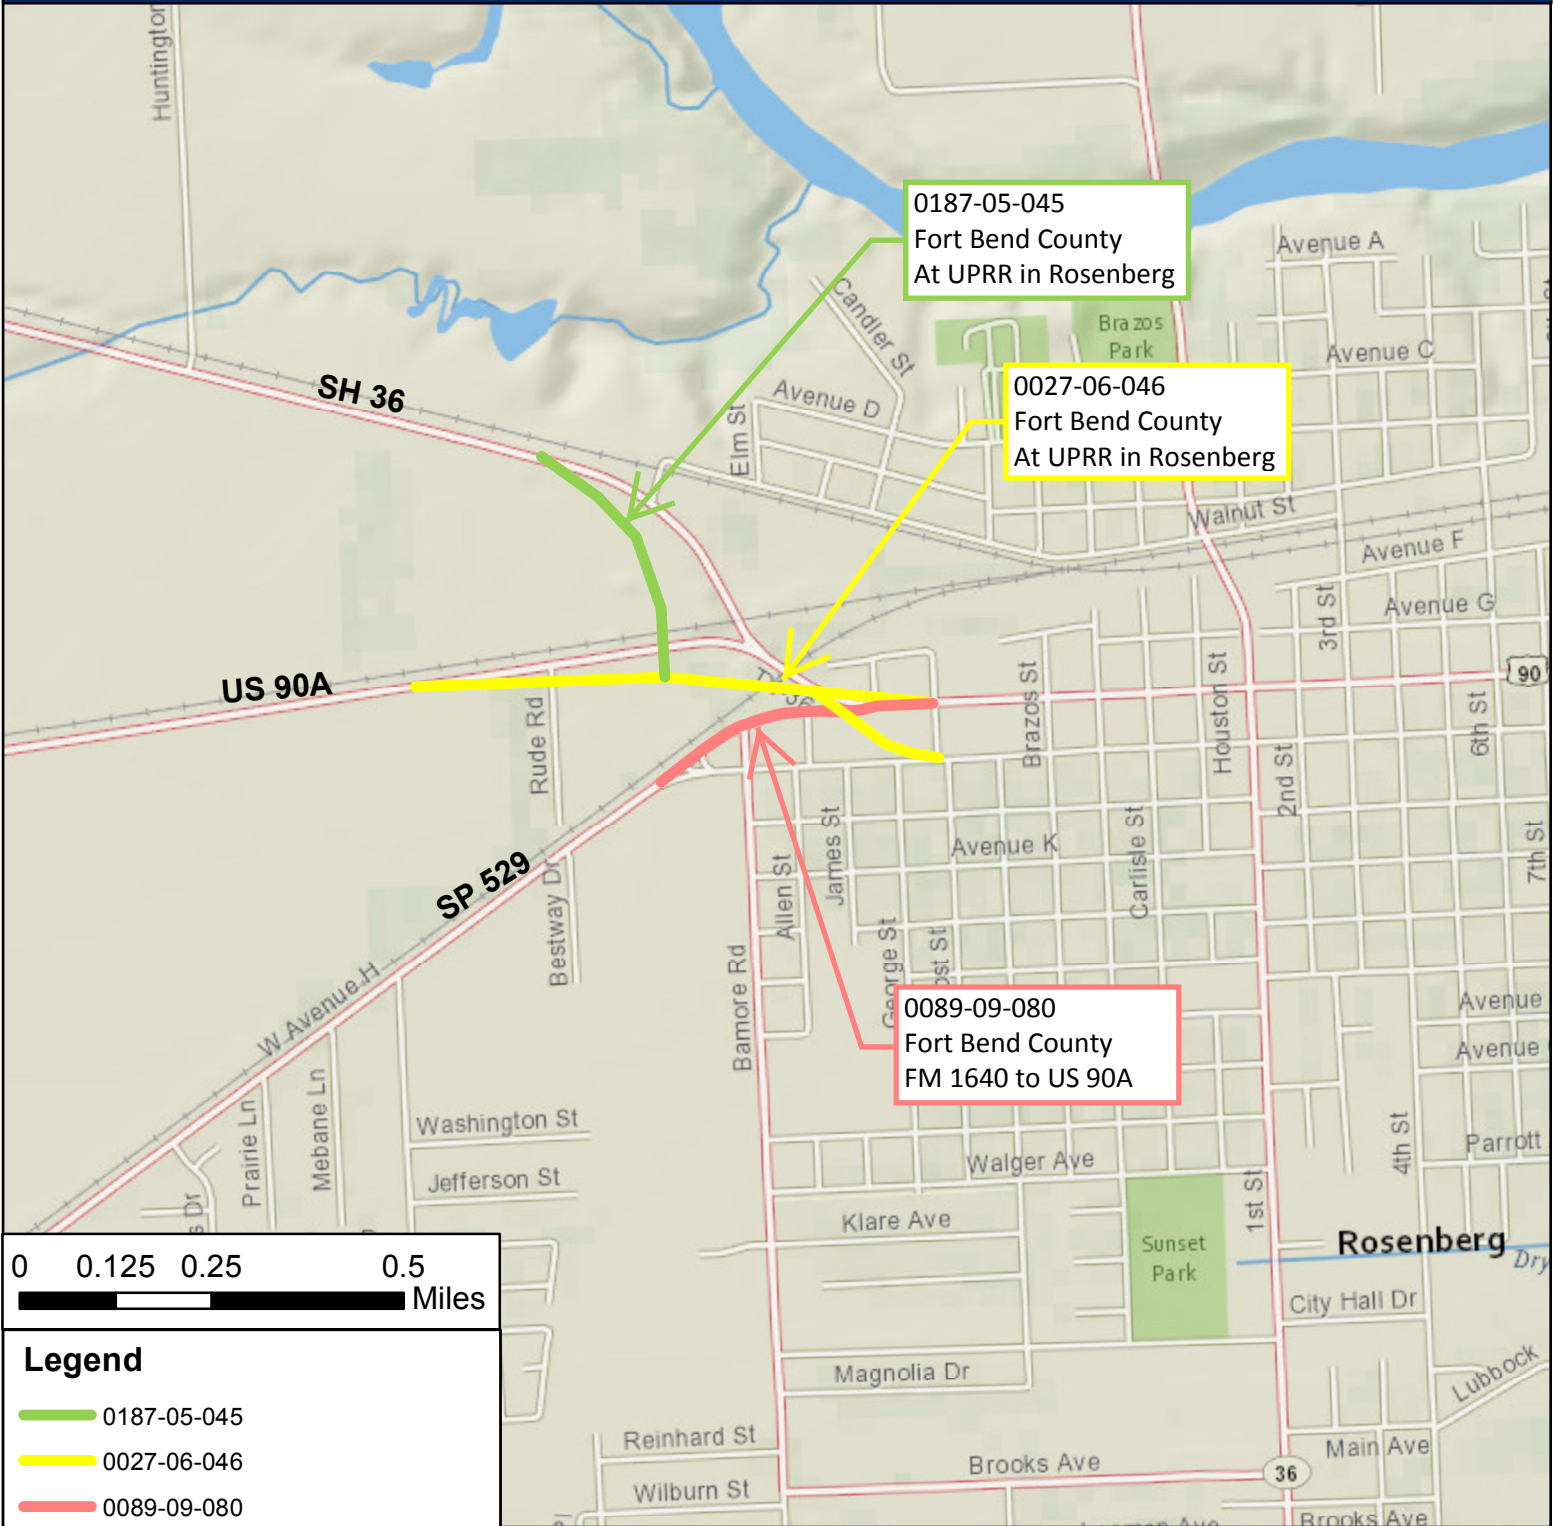 Huntington
0187-05-045
Fort Bend County
At UPRR in Rosenberg
Avenue A
Candler St
Brazos
Park
Avenue C
SH 36
Avenue D
Elm St
0027-06-046
Fort Bend County
At UPRR in Rosenberg
Walnut St
Avenue F
3rd St
Avenue G
US 90A
90
Rude Rd
Brazos St
Houston St
2nd St
6th St
SP 529
Bestway Dr
Allen St
James St
Avenue K
Carlisle St
7th St
George St
ost St
Bamore Rd
W Avenue H
0089-09-080
Fort Bend County
FM 1640 to US 90A
Avenue
Avenue
Prairie Ln
Mebane Ln
Washington St
Jefferson St
s Dr
Walger Ave
4th St
Parrott
1st St
Klare Ave
Sunset
Park
Rosenberg
Dry
City Hall Dr
0 0.125 0.25 0.5
Miles
Legend
0187-05-045
0027-06-046
0089-09-080
Magnolia Dr
Lubbock
Reinhard St
Main Ave
Brooks Ave
36
Wilburn St
Brooks Ave